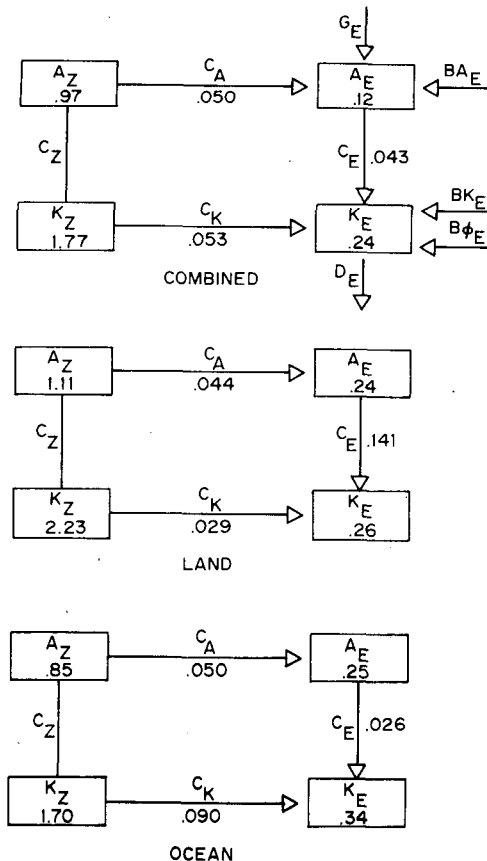 G_E
A_Z C_A A_E BA_E
.97 .050 .12
C_Z C_E .043
K_Z C_K K_E BK_E
1.77 .053 .24 Bϕ_E
COMBINED D_E
A_Z C_A A_E
1.11 .044 .24
C_Z C_E .141
K_Z C_K K_E
2.23 .029 .26
LAND
A_Z C_A A_E
.85 .050 .25
C_Z C_E .026
K_Z C_K K_E
1.70 .090 .34
OCEAN